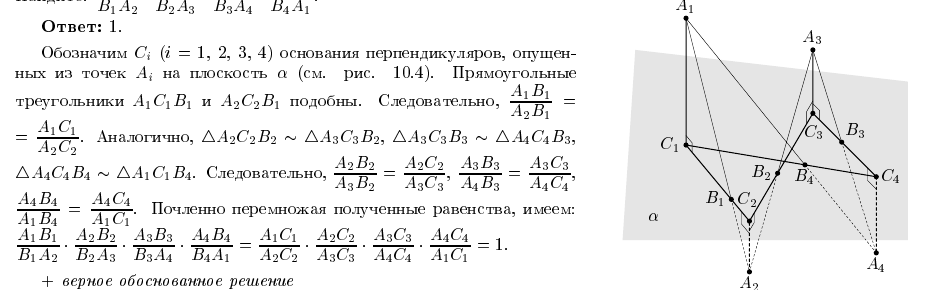 B₁A₂ B₂A₃ B₃A₄ B₄A₁ .
Ответ: 1.
Обозначим Cᵢ (i = 1, 2, 3, 4) основания перпендикуляров, опущен-
ных из точек Aᵢ на плоскость α (см. рис. 10.4). Прямоугольные
треугольники A₁C₁B₁ и A₂C₂B₁ подобны. Следовательно, A₁B₁/A₂B₁ =
= A₁C₁/A₂C₂. Аналогично, △A₂C₂B₂ ∼ △A₃C₃B₂, △A₃C₃B₃ ∼ △A₄C₄B₃,
△A₄C₄B₄ ∼ △A₁C₁B₄. Следовательно, A₂B₂/A₃B₂ = A₂C₂/A₃C₃, A₃B₃/A₄B₃ = A₃C₃/A₄C₄,
A₄B₄/A₁B₄ = A₄C₄/A₁C₁. Почленно перемножая полученные равенства, имеем:
A₁B₁/B₁A₂ · A₂B₂/B₂A₃ · A₃B₃/B₃A₄ · A₄B₄/B₄A₁ = A₁C₁/A₂C₂ · A₂C₂/A₃C₃ · A₃C₃/A₄C₄ · A₄C₄/A₁C₁ = 1.
+ верное обоснованное решение
A₁
A₃
C₃
B₃
C₁
B₂
B₄
C₄
B₁
C₂
α
A₄
A₂